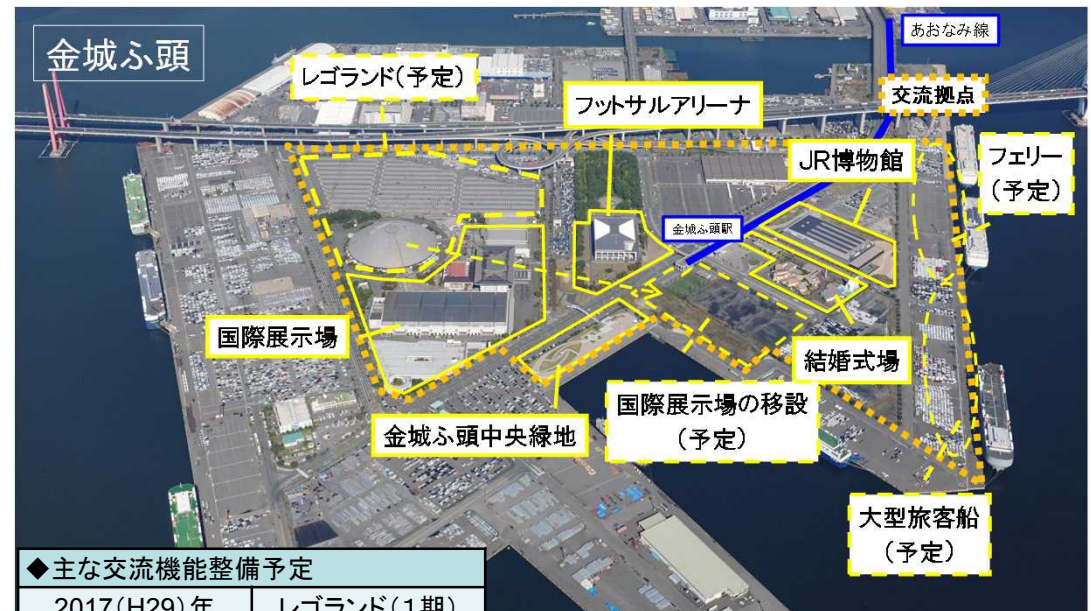 金城ふ頭
あおなみ線
レゴランド（予定）
交流拠点
フットサルアリーナ
JR博物館
フェリー
（予定）
金城ふ頭駅
国際展示場
結婚式場
国際展示場の移設
（予定）
金城ふ頭中央緑地
大型旅客船
（予定）
◆主な交流機能整備予定
2017（H29）年 レゴランド（１期）